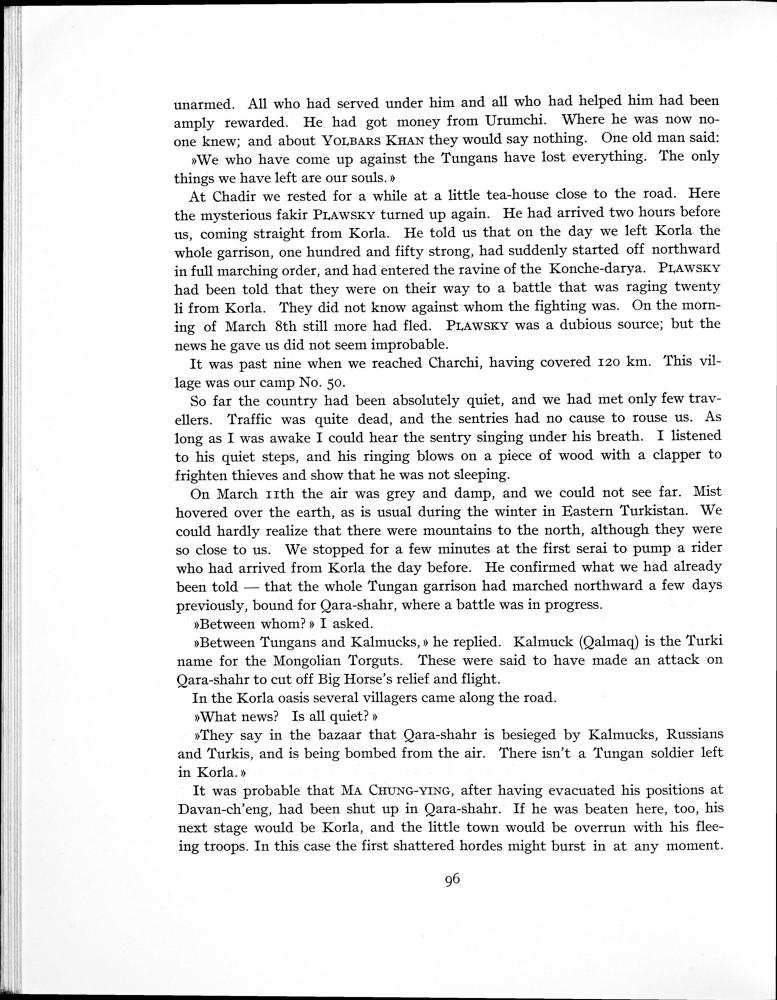 unarmed. All who had served under him and all who had helped him had been
amply rewarded. He had got money from Urumchi. Where he was now no-
one knew; and about YOLBARS KHAN they would say nothing. One old man said:
»We who have come up against the Tungans have lost everything. The only
things we have left are our souls.»
At Chadir we rested for a while at a little tea-house close to the road. Here
the mysterious fakir PLAWSKY turned up again. He had arrived two hours before
us, coming straight from Korla. He told us that on the day we left Korla the
whole garrison, one hundred and fifty strong, had suddenly started off northward
in full marching order, and had entered the ravine of the Konche-darya. PLAWSKY
had been told that they were on their way to a battle that was raging twenty
li from Korla. They did not know against whom the fighting was. On the morn-
ing of March 8th still more had fled. PLAWSKY was a dubious source; but the
news he gave us did not seem improbable.
It was past nine when we reached Charchi, having covered 120 km. This vil-
lage was our camp No. 50.
So far the country had been absolutely quiet, and we had met only few trav-
ellers. Traffic was quite dead, and the sentries had no cause to rouse us. As
long as I was awake I could hear the sentry singing under his breath. I listened
to his quiet steps, and his ringing blows on a piece of wood with a clapper to
frighten thieves and show that he was not sleeping.
On March 11th the air was grey and damp, and we could not see far. Mist
hovered over the earth, as is usual during the winter in Eastern Turkistan. We
could hardly realize that there were mountains to the north, although they were
so close to us. We stopped for a few minutes at the first serai to pump a rider
who had arrived from Korla the day before. He confirmed what we had already
been told — that the whole Tungan garrison had marched northward a few days
previously, bound for Qara-shahr, where a battle was in progress.
»Between whom?» I asked.
»Between Tungans and Kalmucks,» he replied. Kalmuck (Qalmaq) is the Turki
name for the Mongolian Torguts. These were said to have made an attack on
Qara-shahr to cut off Big Horse's relief and flight.
In the Korla oasis several villagers came along the road.
»What news? Is all quiet?»
»They say in the bazaar that Qara-shahr is besieged by Kalmucks, Russians
and Turkis, and is being bombed from the air. There isn't a Tungan soldier left
in Korla.»
It was probable that MA CHUNG-YING, after having evacuated his positions at
Davan-ch'eng, had been shut up in Qara-shahr. If he was beaten here, too, his
next stage would be Korla, and the little town would be overrun with his flee-
ing troops. In this case the first shattered hordes might burst in at any moment.
96